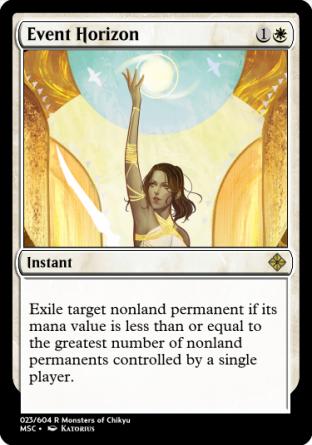 Event Horizon 1
Instant
Exile target nonland permanent if its
mana value is less than or equal to
the greatest number of nonland
permanents controlled by a single
player.
023/604 R Monsters of Chikyu
MSC • Katorius